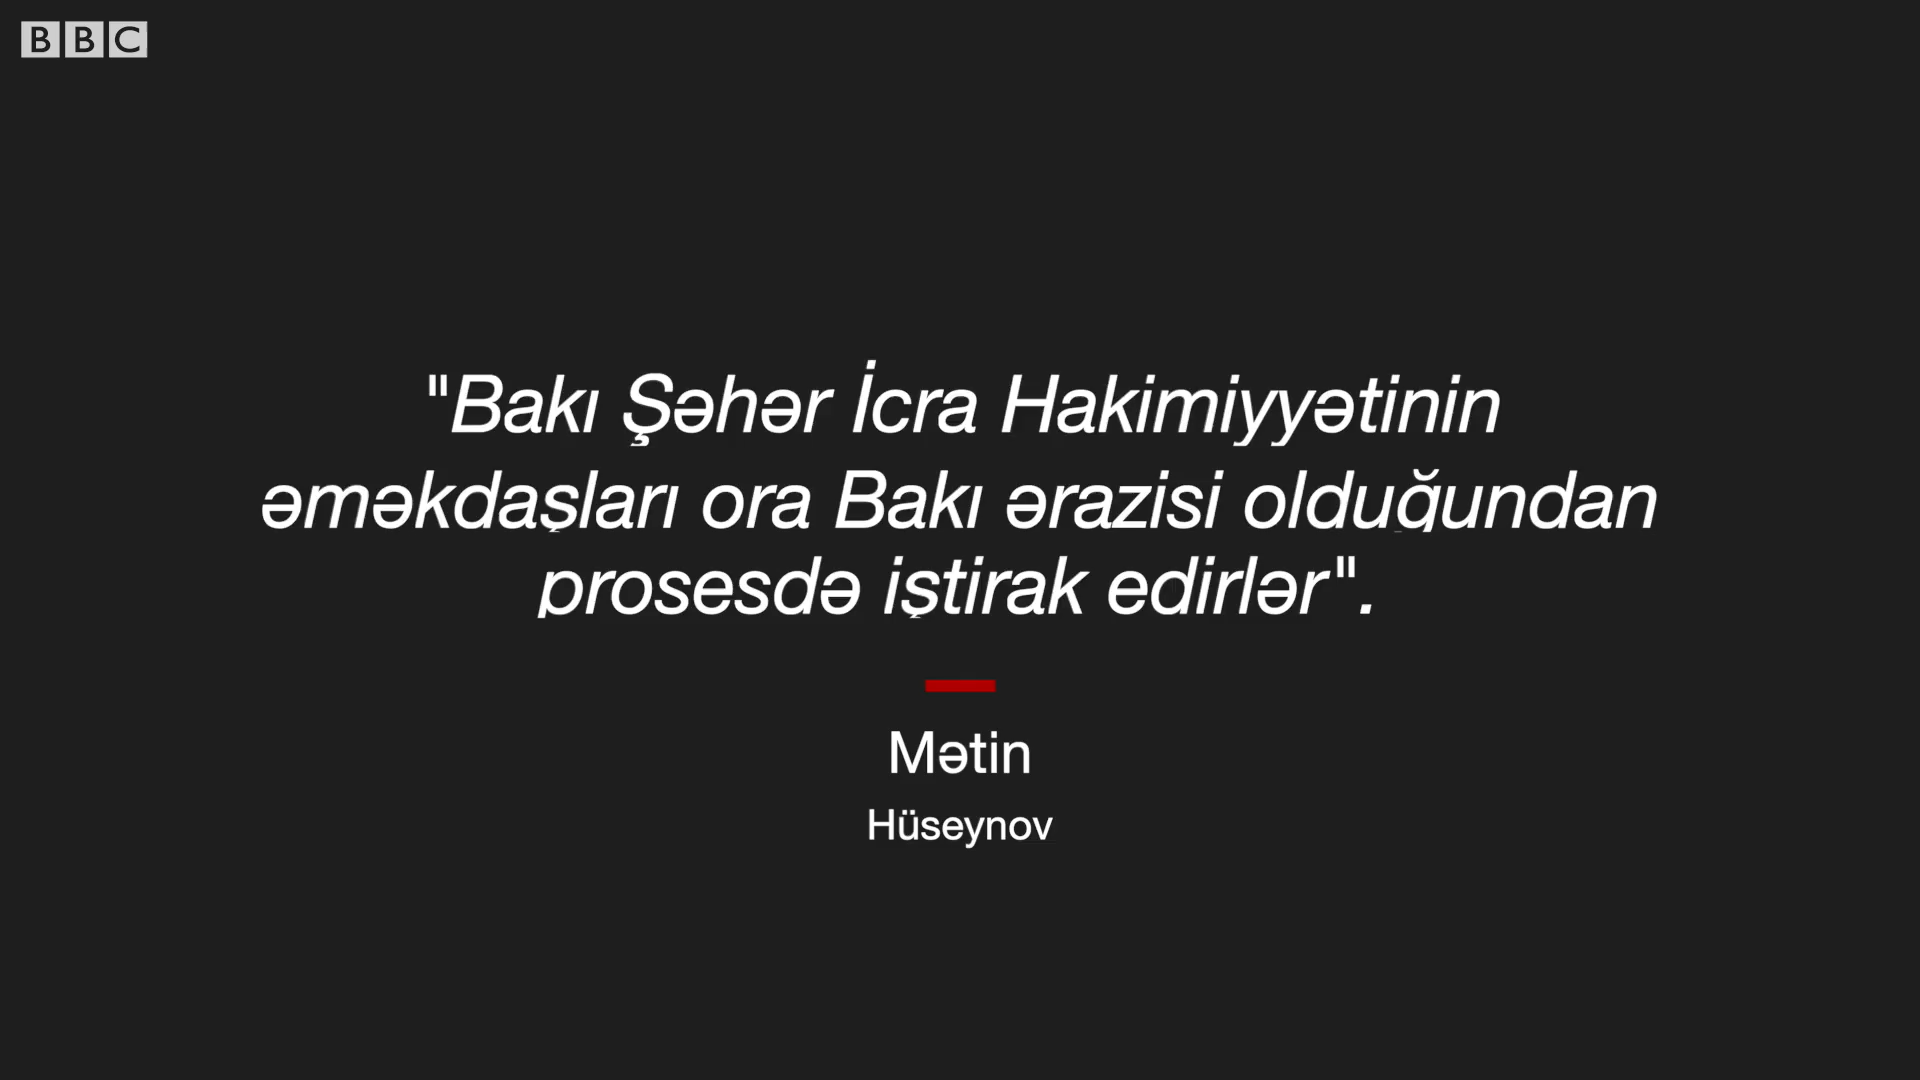 BBC
"Bakı Şəhər İcra Hakimiyyətinin
əməkdaşları ora Bakı ərazisi olduğundan
prosesdə iştirak edirlər".
Mətin
Hüseynov